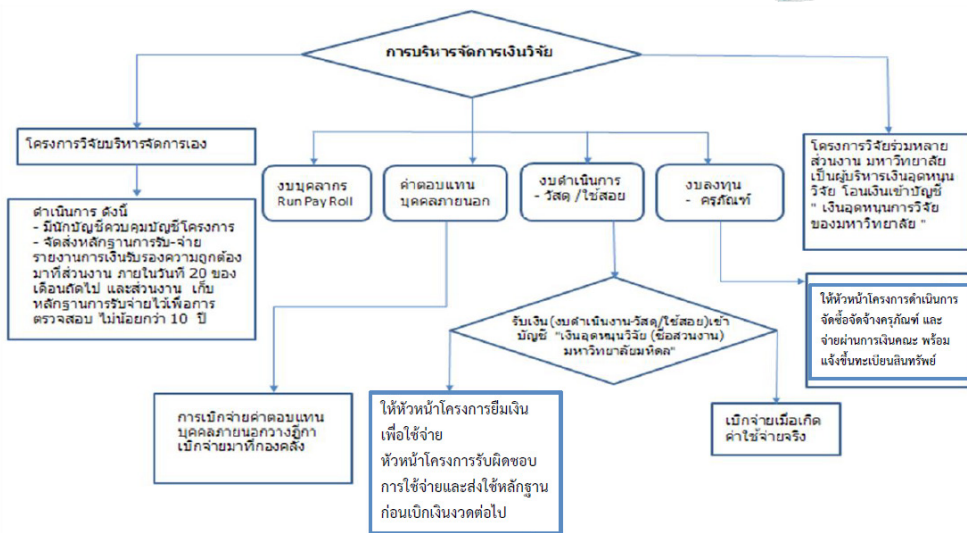 การบริหารจัดการเงินวิจัย
โครงการวิจัยบริหารจัดการเอง
งบบุคลากร
Run Pay Roll
ค่าตอบแทน
บุคคลภายนอก
งบดำเนินการ
- วัสดุ /ใช้สอย
งบลงทุน
- ครุภัณฑ์
โครงการวิจัยร่วมหลาย
ส่วนงาน มหาวิทยาลัย
เป็นผู้บริหารเงินอุดหนุน
วิจัย โอนเงินเข้าบัญชี
" เงินอุดหนุนการวิจัย
ของมหาวิทยาลัย "
ดำเนินการ ดังนี้
- มีนักบัญชีควบคุมบัญชีโครงการ
- จัดส่งหลักฐานการรับ-จ่าย
รายงานการเงินรับรองความถูกต้อง
มาที่ส่วนงาน ภายในวันที่ 20 ของ
เดือนถัดไป และส่วนงาน เก็บ
หลักฐานการรับจ่ายไว้เพื่อการ
ตรวจสอบ ไม่น้อยกว่า 10 ปี
รับเงิน(งบดำเนินงาน-วัสดุ/ใช้สอย)เข้า
บัญชี "เงินอุดหนุนวิจัย (ชื่อส่วนงาน)
มหาวิทยาลัยมหิดล"
ให้หัวหน้าโครงการดำเนินการ
จัดซื้อจัดจ้างครุภัณฑ์ และ
จ่ายผ่านการเงินคณะ พร้อม
แจ้งขึ้นทะเบียนสินทรัพย์
การเบิกจ่ายค่าตอบแทน
บุคคลภายนอกวางฎีกา
เบิกจ่ายมาที่กองคลัง
ให้หัวหน้าโครงการยืมเงิน
เพื่อใช้จ่าย
หัวหน้าโครงการรับผิดชอบ
การใช้จ่ายและส่งใช้หลักฐาน
ก่อนเบิกเงินงวดต่อไป
เบิกจ่ายเมื่อเกิด
ค่าใช้จ่ายจริง